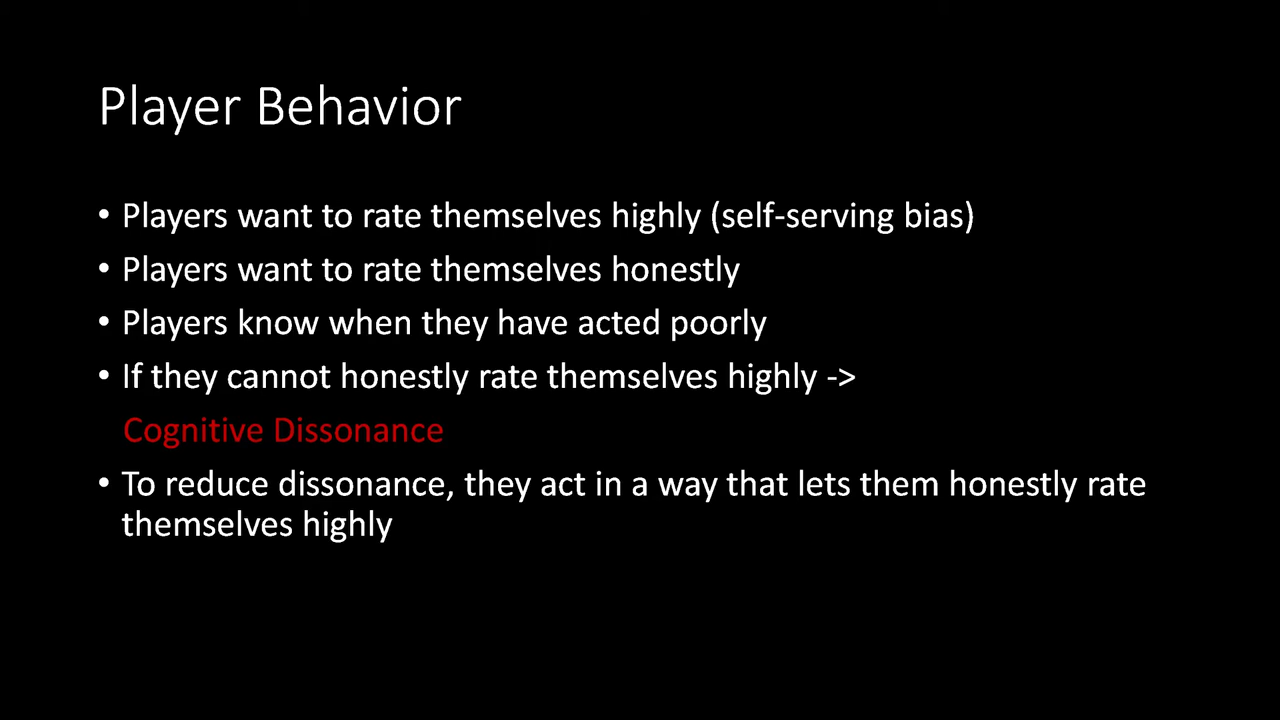 Player Behavior
• Players want to rate themselves highly (self-serving bias)
• Players want to rate themselves honestly
• Players know when they have acted poorly
• If they cannot honestly rate themselves highly ->
Cognitive Dissonance
• To reduce dissonance, they act in a way that lets them honestly rate
themselves highly